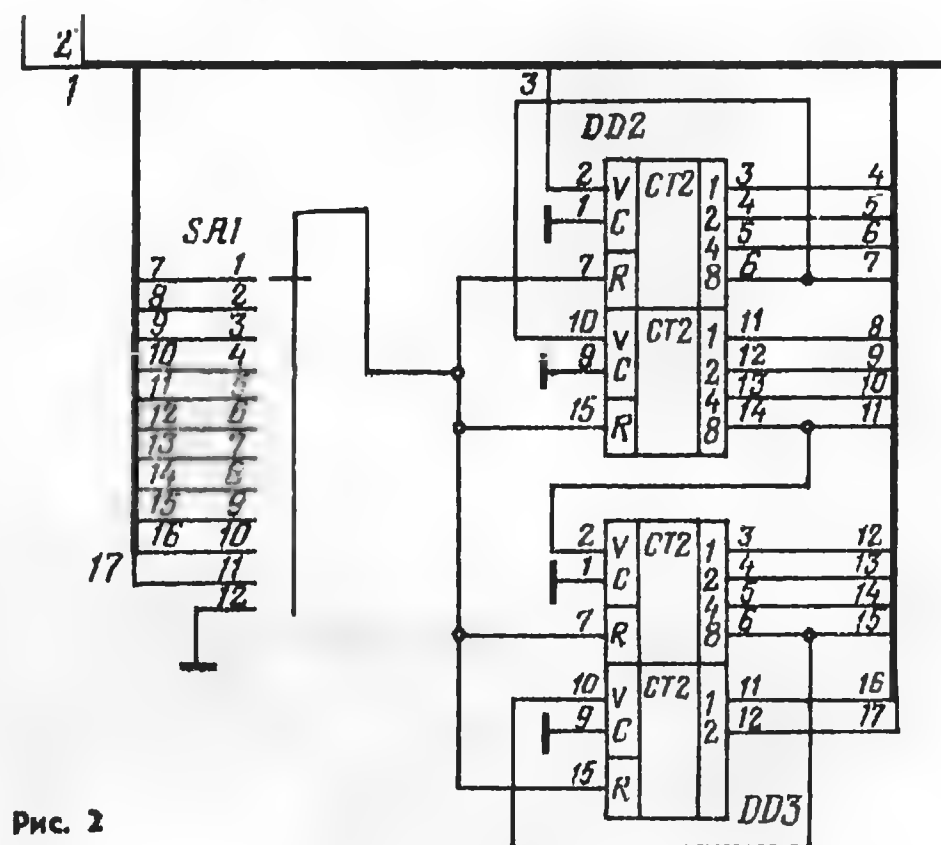 2
1
3
DD2
2 V CT2 1 3 4
1 C 2 4 5
4 5 6
7 R 8 6 7
10 V CT2 1 11 8
9 C 2 12 9
4 13 10
15 R 8 14 11
SA1
7 1
8 2
9 3
10 4
11 5
12 6
13 7
14 8
15 9
16 10
17 11
12
2 V CT2 1 3 12
1 C 2 4 13
4 5 14
7 R 8 6 15
10 V CT2 1 11 16
9 C 2 12 17
15 R
DD3
Рис. 2